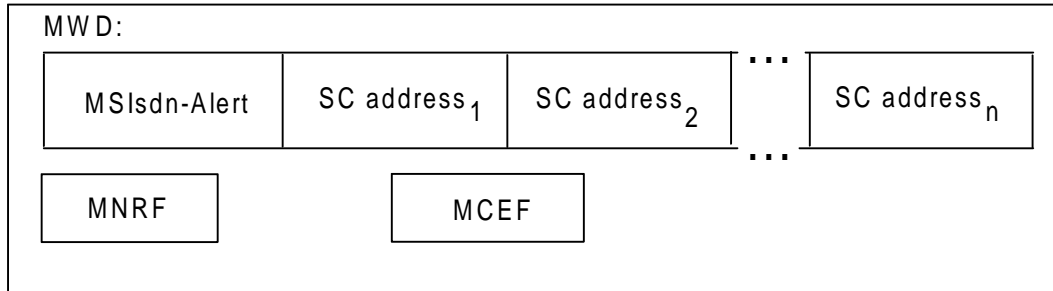 MWD:
...
MSIsdn-Alert SC address1 SC address2 SC addressn
...
MNRF MCEF